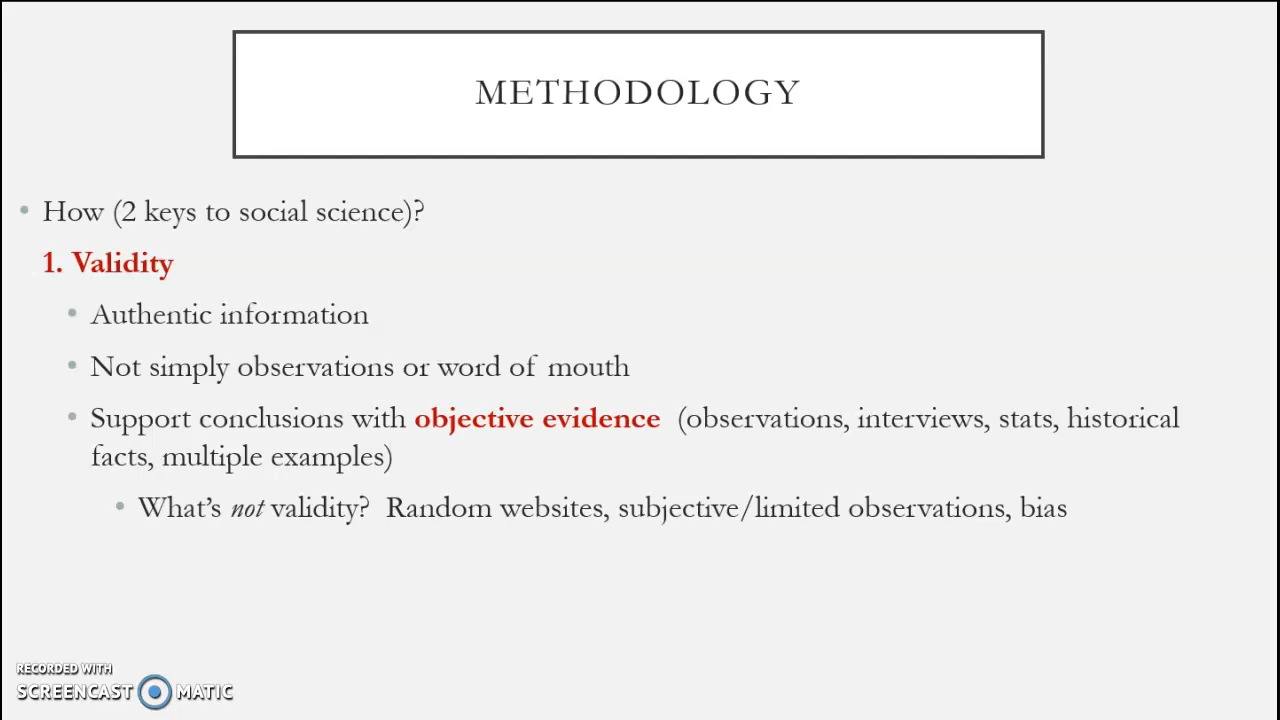 METHODOLOGY
• How (2 keys to social science)?
1. Validity
• Authentic information
• Not simply observations or word of mouth
• Support conclusions with objective evidence (observations, interviews, stats, historical
facts, multiple examples)
• What's not validity? Random websites, subjective/limited observations, bias
RECORDED WITH
SCREENCAST MATIC